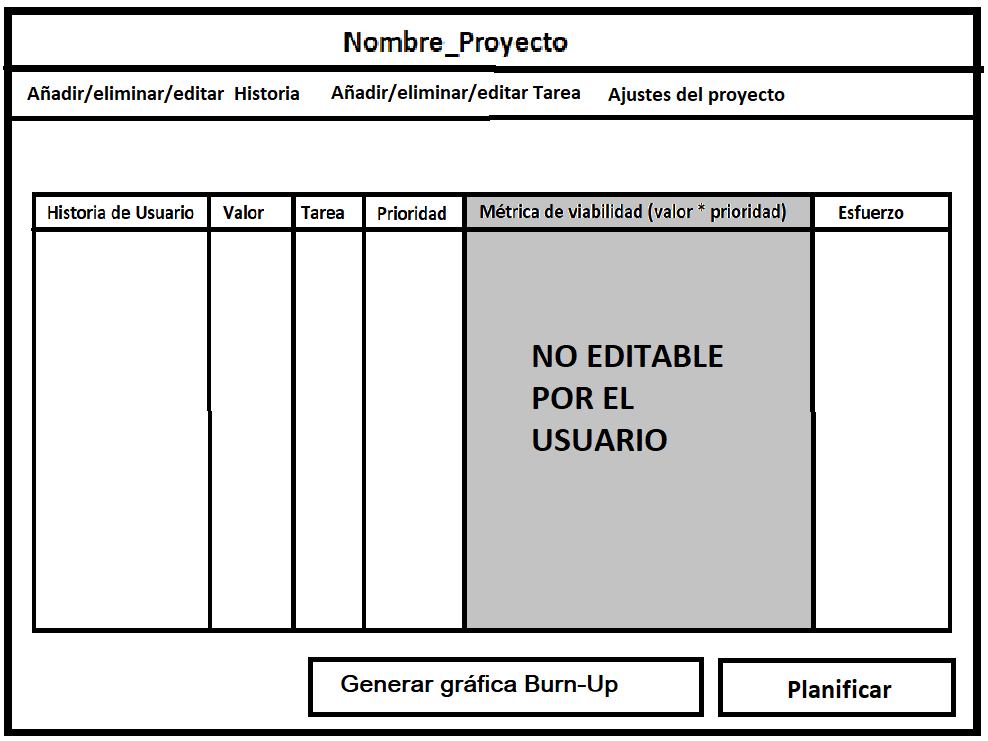 Nombre_Proyecto
Añadir/eliminar/editar Historia Añadir/eliminar/editar Tarea Ajustes del proyecto
Historia de Usuario Valor Tarea Prioridad Métrica de viabilidad (valor * prioridad) Esfuerzo
NO EDITABLE
POR EL
USUARIO
Generar gráfica Burn-Up Planificar